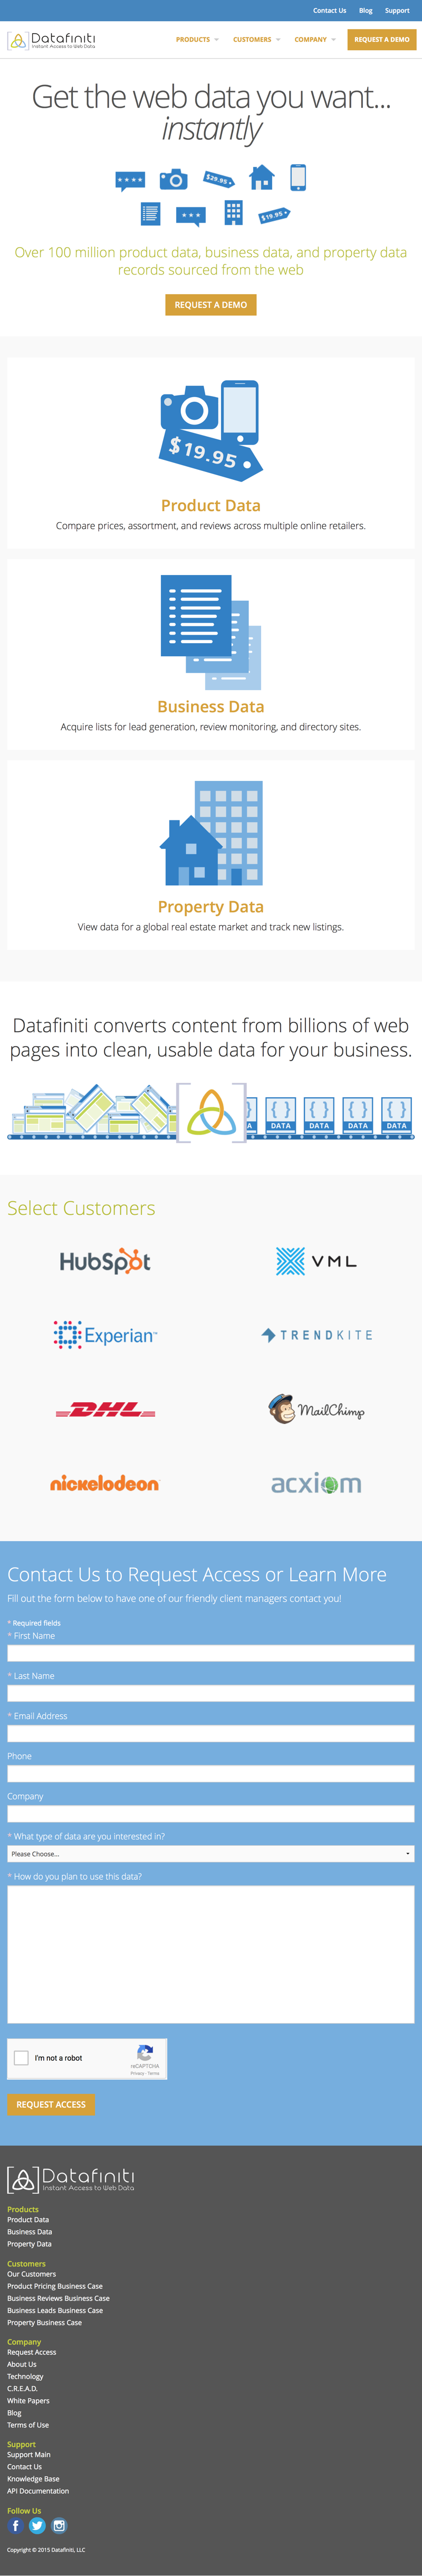 Contact Us Blog Support
Datafiniti
Instant Access to Web Data
PRODUCTS CUSTOMERS COMPANY REQUEST A DEMO
Get the web data you want...
instantly
$29.95
$19.95
Over 100 million product data, business data, and property data
records sourced from the web
REQUEST A DEMO
$19.95
Product Data
Compare prices, assortment, and reviews across multiple online retailers.
Business Data
Acquire lists for lead generation, review monitoring, and directory sites.
Property Data
View data for a global real estate market and track new listings.
Datafiniti converts content from billions of web
pages into clean, usable data for your business.
{ } { } { } { }
A DATA DATA DATA DATA
Select Customers
HubSpot VML
Experian™ TRENDKITE
DHL MailChimp
nickelodeon acxiom
Contact Us to Request Access or Learn More
Fill out the form below to have one of our friendly client managers contact you!
* Required fields
* First Name
* Last Name
* Email Address
Phone
Company
* What type of data are you interested in?
Please Choose...
* How do you plan to use this data?
I'm not a robot
reCAPTCHA
Privacy - Terms
REQUEST ACCESS
Datafiniti
Instant Access to Web Data
Products
Product Data
Business Data
Property Data
Customers
Our Customers
Product Pricing Business Case
Business Reviews Business Case
Business Leads Business Case
Property Business Case
Company
Request Access
About Us
Technology
C.R.E.A.D.
White Papers
Blog
Terms of Use
Support
Support Main
Contact Us
Knowledge Base
API Documentation
Follow Us
Copyright © 2015 Datafiniti, LLC